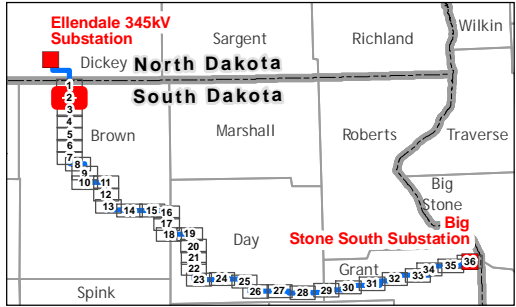 Ellendale 345kV
Substation
Wilkin
Sargent
Richland
Dickey
North Dakota
South Dakota
1
2
3
4
5
6
7
8
9
10
11
12
13
14
15
16
17
18
19
20
21
22
23
24
25
26
27
28
29
30
31
32
33
34
35
36
Brown
Marshall
Roberts
Traverse
Big
Stone
Big
Stone South Substation
Day
Grant
Spink